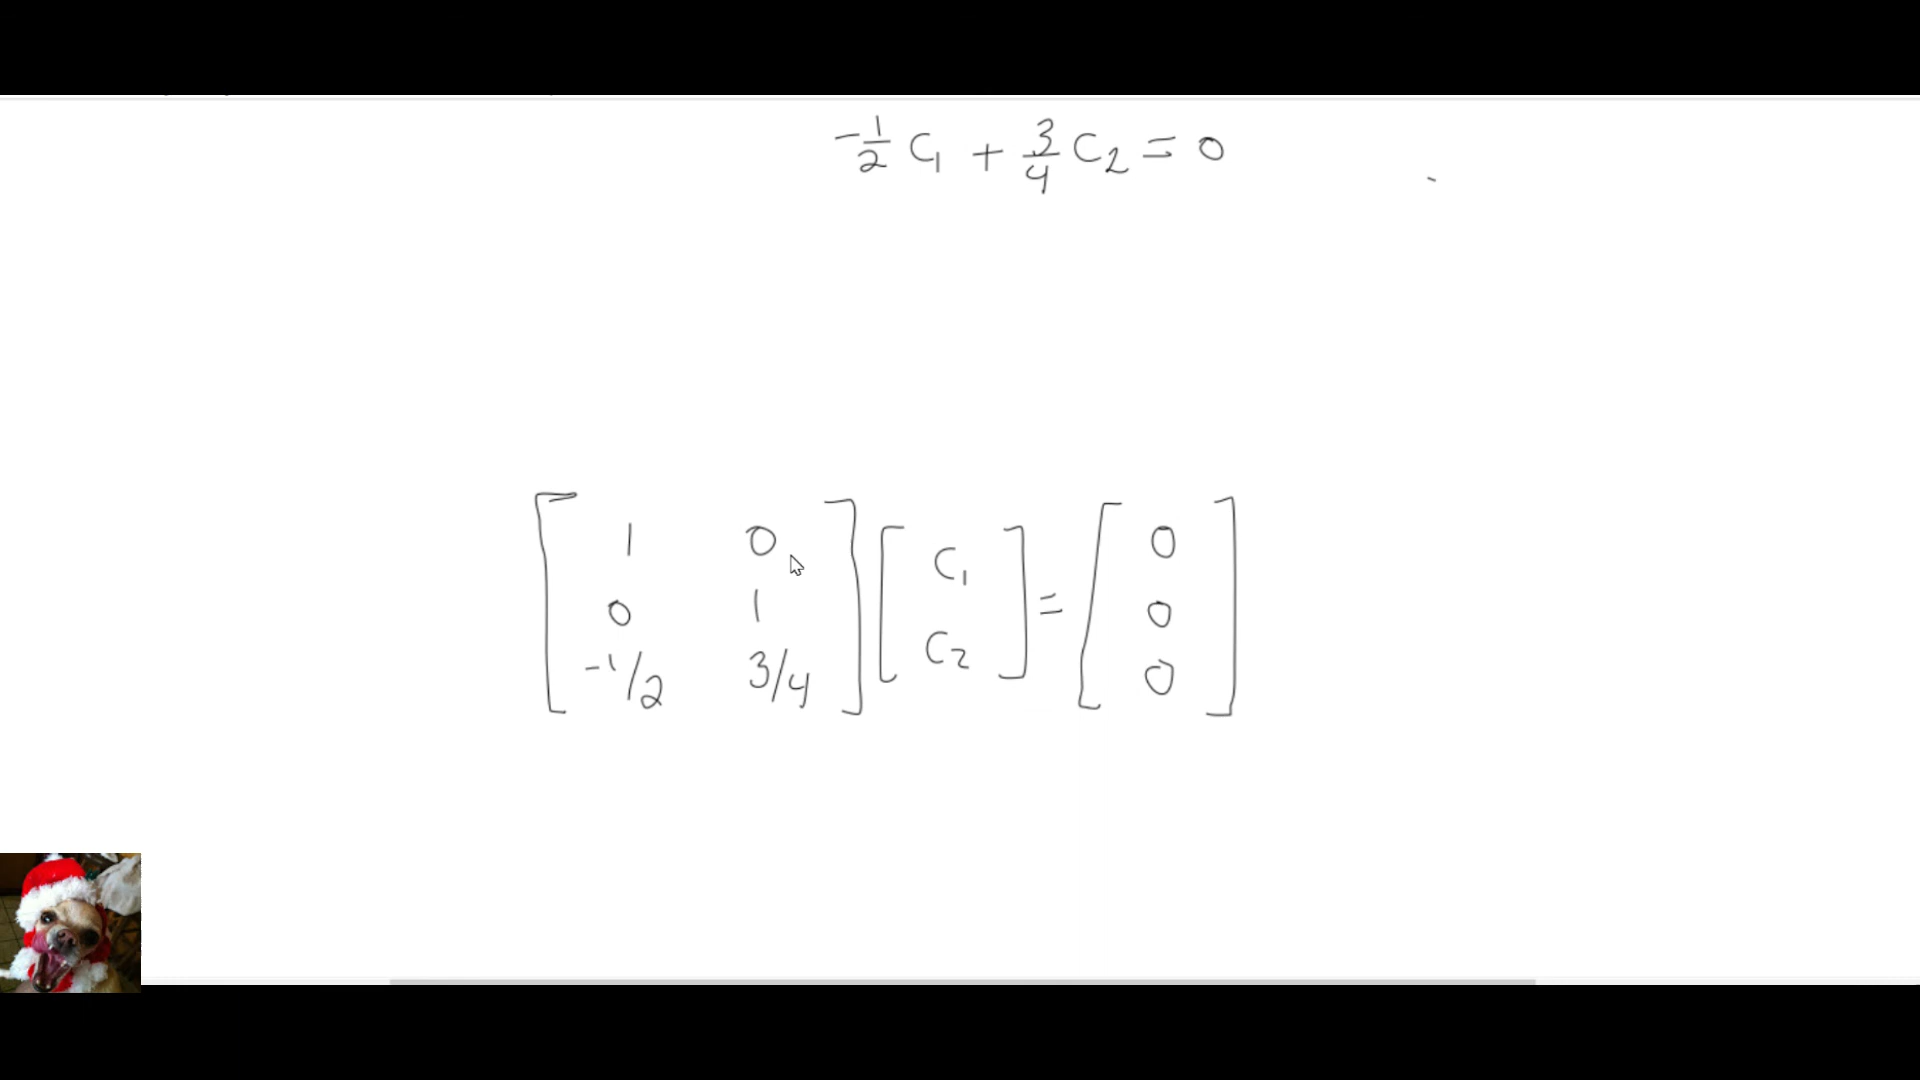 -1/2 C₁ + 3/4 C₂ = 0
[ 1 0 ] [ C₁ ] = [ 0 ]
[ 0 1 ] [ C₂ ] [ 0 ]
[ -1/2 3/4 ] [ 0 ]